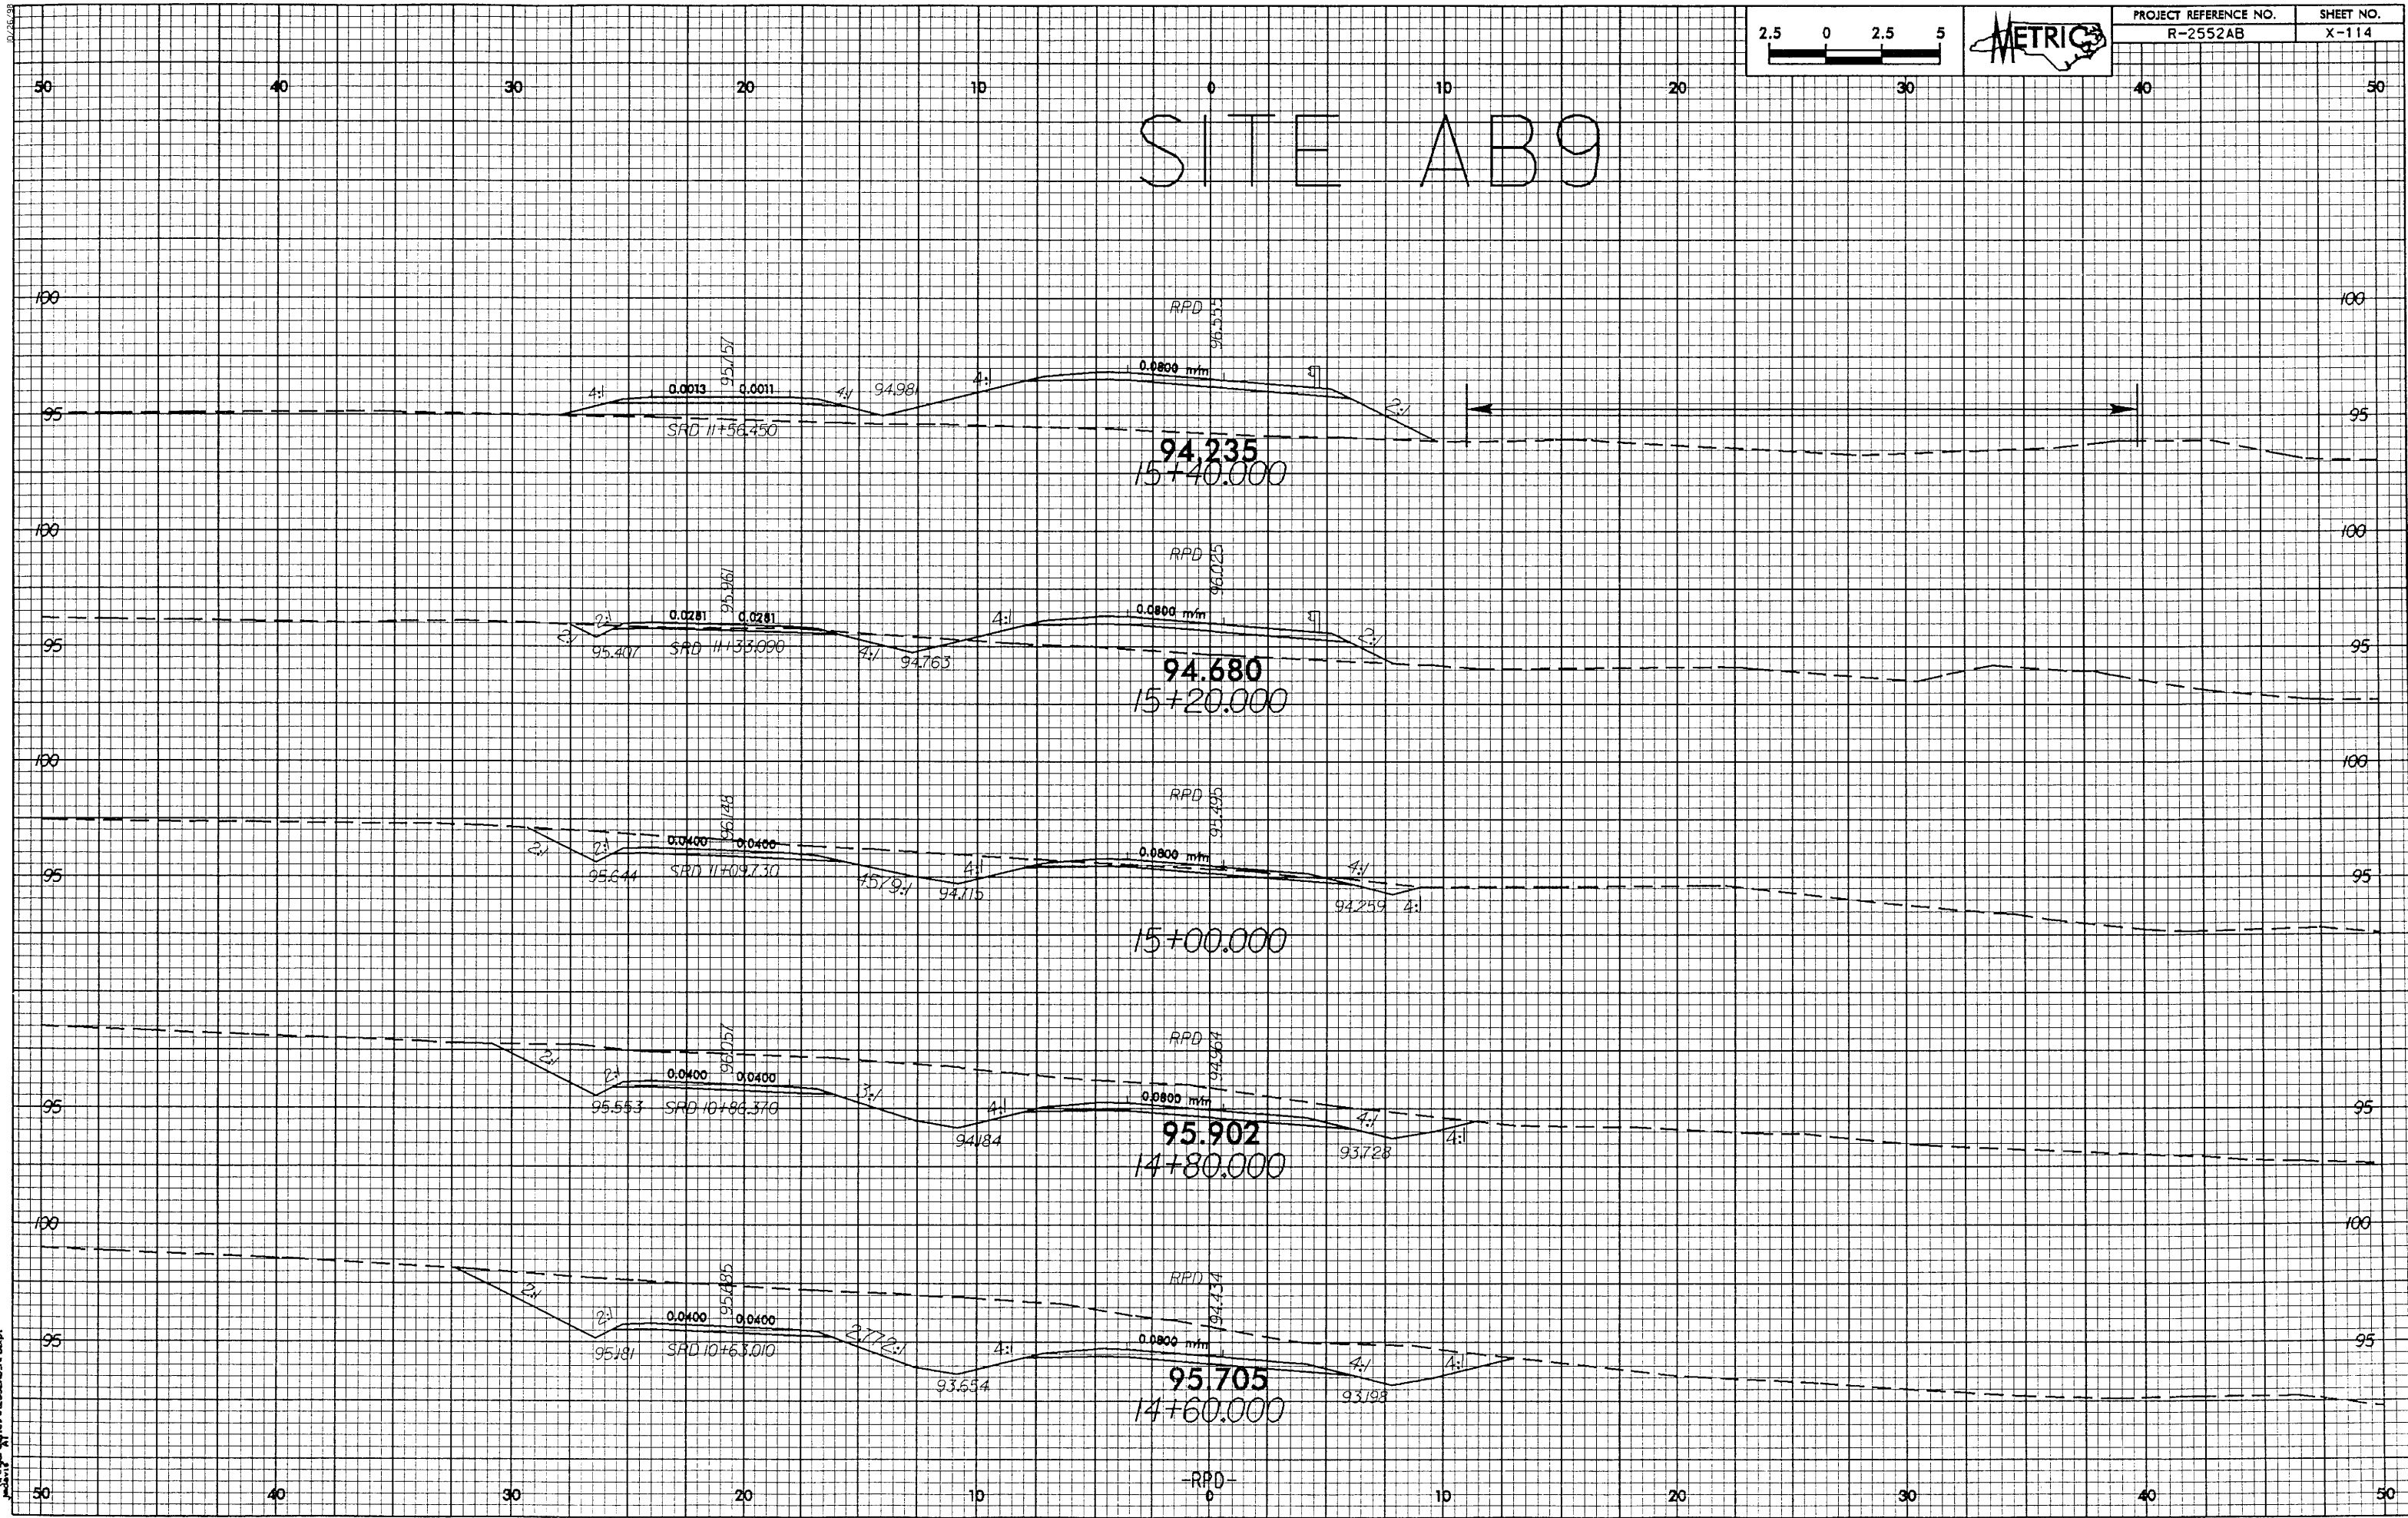 10/26/98
2.5 0 2.5 5
METRIC
PROJECT REFERENCE NO. SHEET NO.
R-2552AB X-114
50 40 30 20 10 0 10 20 30 40 50
SITE AB9
100 RPD 96.555 100
95.757
4:1 0.0013 0.0011 4:1 94.981 4:1 0.0800 m/m 2:1
95 95
SRD 11+56.450
94.235
15+40.000
100 100
RPD 96.025
95.961
2:1 2:1 0.0281 0.0281 4:1 4:1 0.0800 m/m 2:1
95 95.407 SRD 11+33.090 94.763 95
94.680
15+20.000
100 100
RPD 95.495
96.148
2:1 2:1 0.0400 0.0400 4:1 0.0800 m/m 4:1
95 95.644 SRD 11+09.730 4.579:1 94.715 94.259 4:1 95
15+00.000
RPD 94.964
96.057
2:1 2:1 0.0400 0.0400 3:1 4:1 0.0800 m/m 4:1 4:1
95 95.553 SRD 10+86.370 94.184 93.728 95
95.902
14+80.000
100 100
RPD 94.434
95.685
2:1 2:1 0.0400 0.0400 2.772:1 4:1 0.0800 m/m 4:1 4:1
95 95.181 SRD 10+63.010 93.654 93.198 95
95.705
14+60.000
-RPD-
50 40 30 20 10 0 10 20 30 40 50